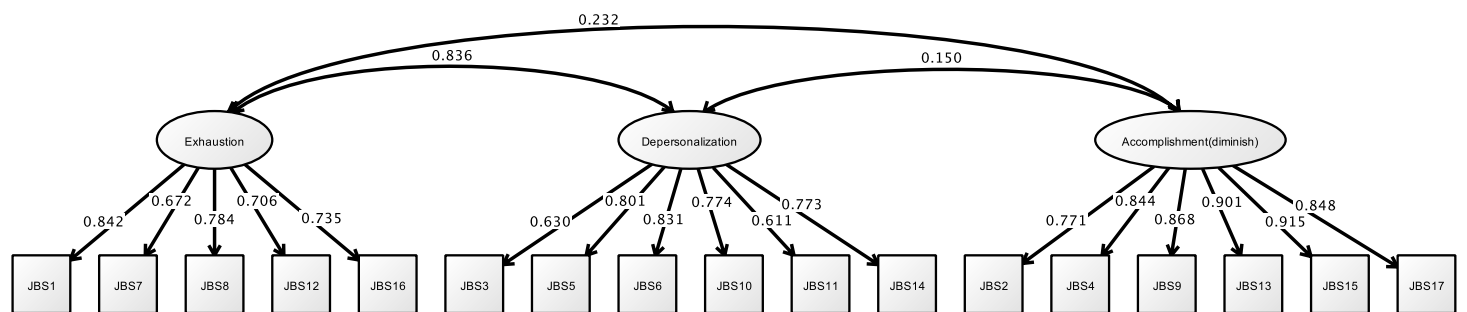 0.232
0.836
0.150
Exhaustion
Depersonalization
Accomplishment(diminish)
0.842
0.672
0.784
0.706
0.735
0.630
0.801
0.831
0.774
0.611
0.773
0.771
0.844
0.868
0.901
0.915
0.848
JBS1
JBS7
JBS8
JBS12
JBS16
JBS3
JBS5
JBS6
JBS10
JBS11
JBS14
JBS2
JBS4
JBS9
JBS13
JBS15
JBS17